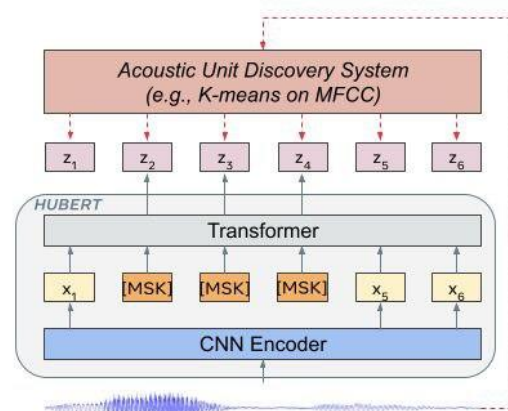 Acoustic Unit Discovery System
(e.g., K-means on MFCC)
z₁ z₂ z₃ z₄ z₅ z₆
HUBERT
Transformer
x₁ [MSK] [MSK] [MSK] x₅ x₆
CNN Encoder